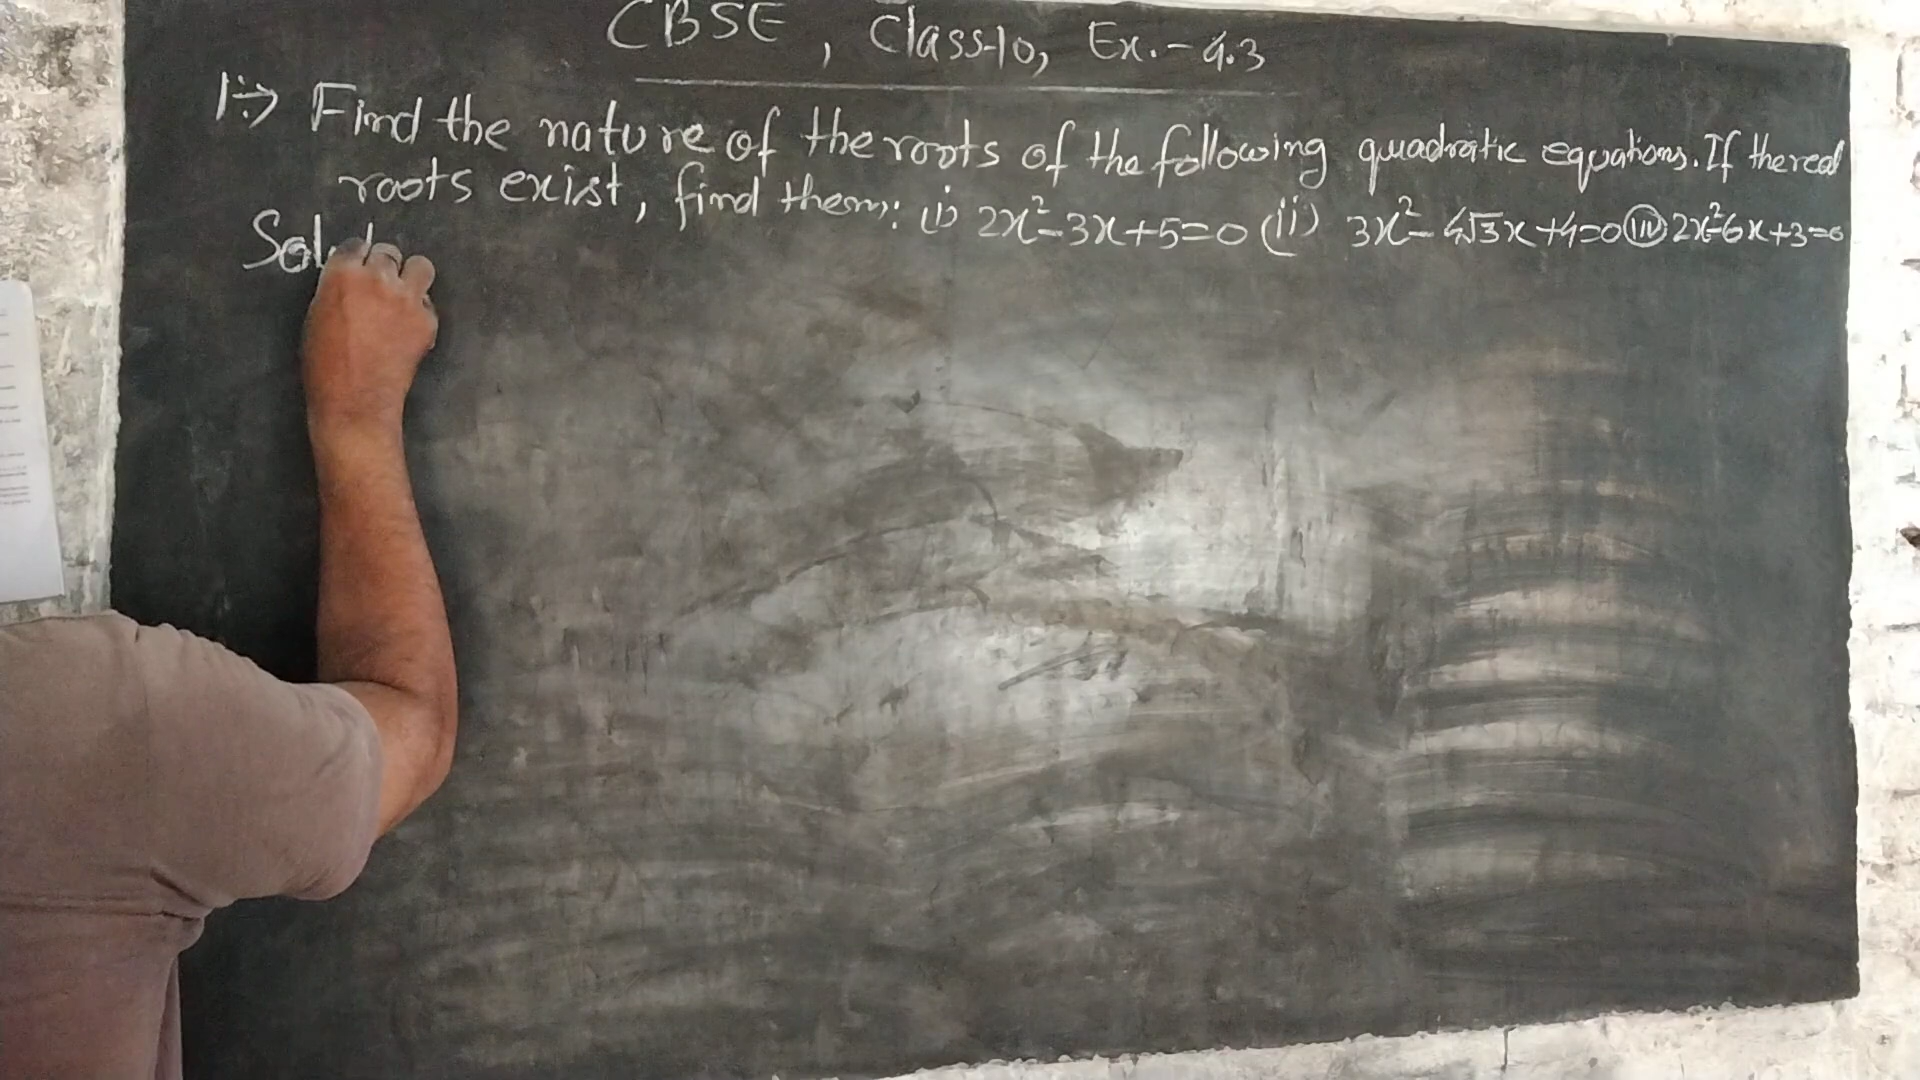 CBSE, Class-10, Ex.-4.3
1:→ Find the nature of the roots of the following quadratic equations. If the real
roots exist, find them: (i) 2x²-3x+5=0 (ii) 3x²-4√3x+4=0 (iii) 2x²-6x+3=0